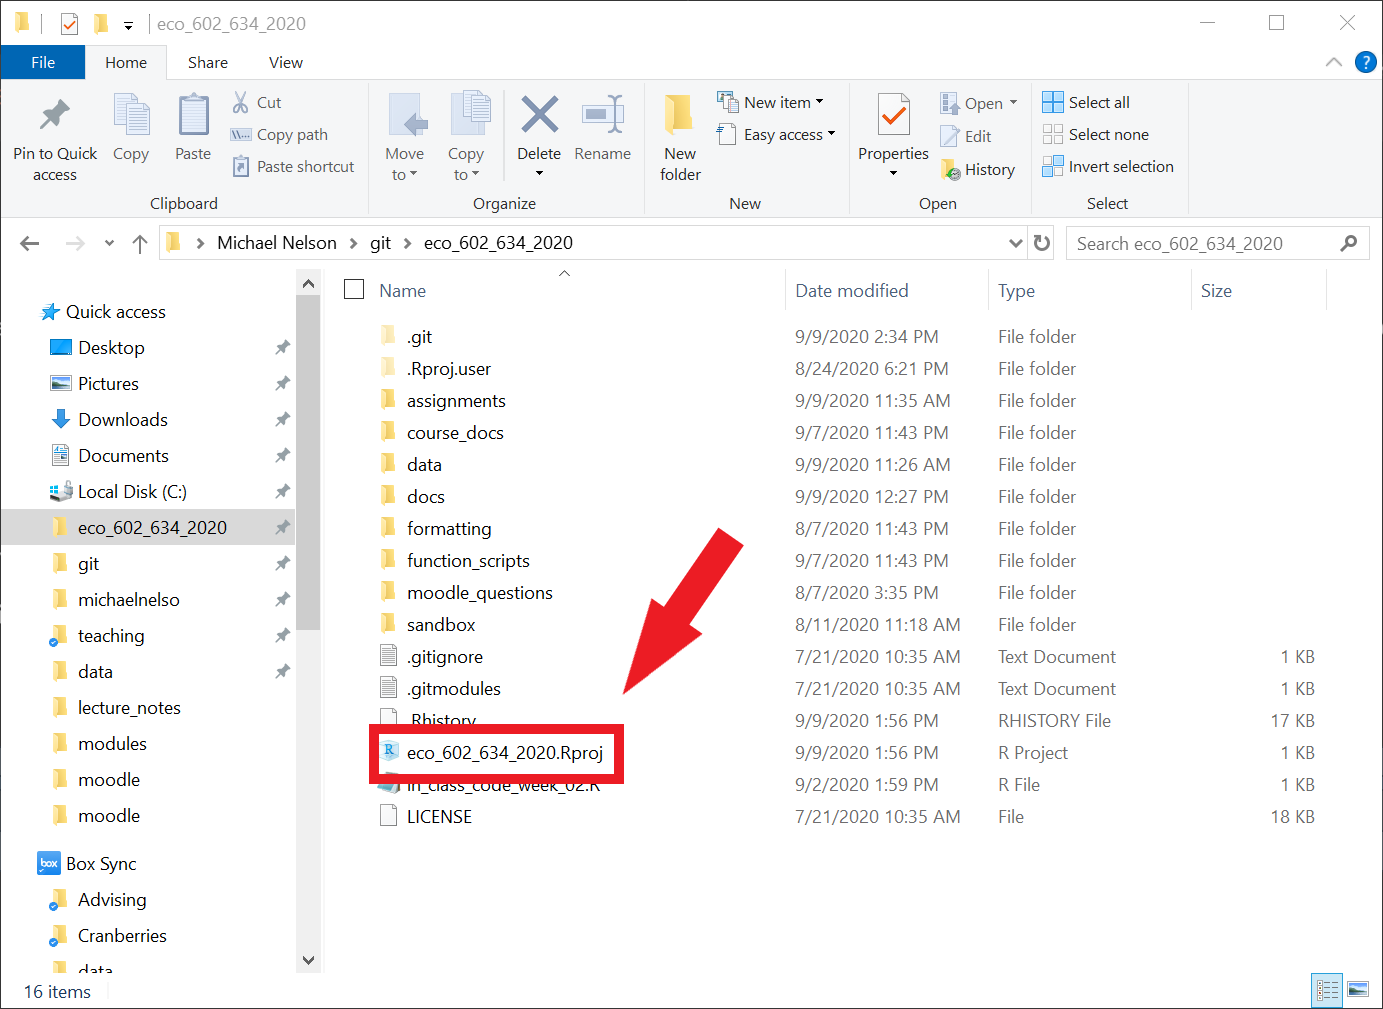 eco_602_634_2020
File Home Share View
Pin to Quick access
Copy
Paste
Cut
Copy path
Paste shortcut
Clipboard
Move to
Copy to
Delete
Rename
Organize
New folder
New item
Easy access
New
Properties
Open
Edit
History
Open
Select all
Select none
Invert selection
Select
Michael Nelson git eco_602_634_2020
Search eco_602_634_2020
Quick access
Desktop
Pictures
Downloads
Documents
Local Disk (C:)
eco_602_634_2020
git
michaelnelso
teaching
data
lecture_notes
modules
moodle
moodle
Box Sync
Advising
Cranberries
data
Name Date modified Type Size
.git 9/9/2020 2:34 PM File folder
.Rproj.user 8/24/2020 6:21 PM File folder
assignments 9/9/2020 11:35 AM File folder
course_docs 9/7/2020 11:43 PM File folder
data 9/9/2020 11:26 AM File folder
docs 9/9/2020 12:27 PM File folder
formatting 8/7/2020 11:43 PM File folder
function_scripts 9/7/2020 11:43 PM File folder
moodle_questions 8/7/2020 3:35 PM File folder
sandbox 8/11/2020 11:18 AM File folder
.gitignore 7/21/2020 10:35 AM Text Document 1 KB
.gitmodules 7/21/2020 10:35 AM Text Document 1 KB
.Rhistory 9/9/2020 1:56 PM RHISTORY File 17 KB
eco_602_634_2020.Rproj 9/9/2020 1:56 PM R Project 1 KB
in_class_code_week_02.R 9/2/2020 1:59 PM R File 1 KB
LICENSE 7/21/2020 10:35 AM File 18 KB
16 items